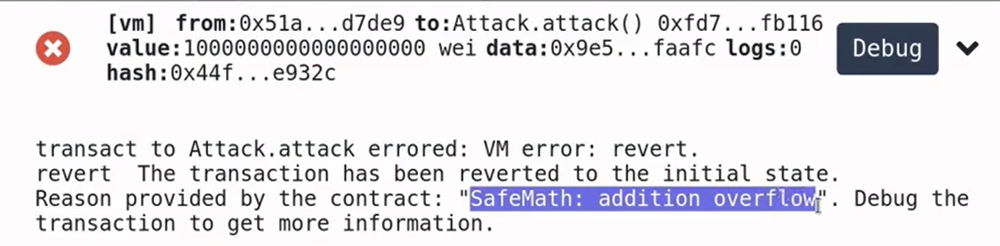 [vm] from:0x51a...d7de9 to:Attack.attack() 0xfd7...fb116
value:1000000000000000000 wei data:0x9e5...faafc logs:0
hash:0x44f...e932c
Debug
transact to Attack.attack errored: VM error: revert.
revert The transaction has been reverted to the initial state.
Reason provided by the contract: "SafeMath: addition overflow". Debug the
transaction to get more information.